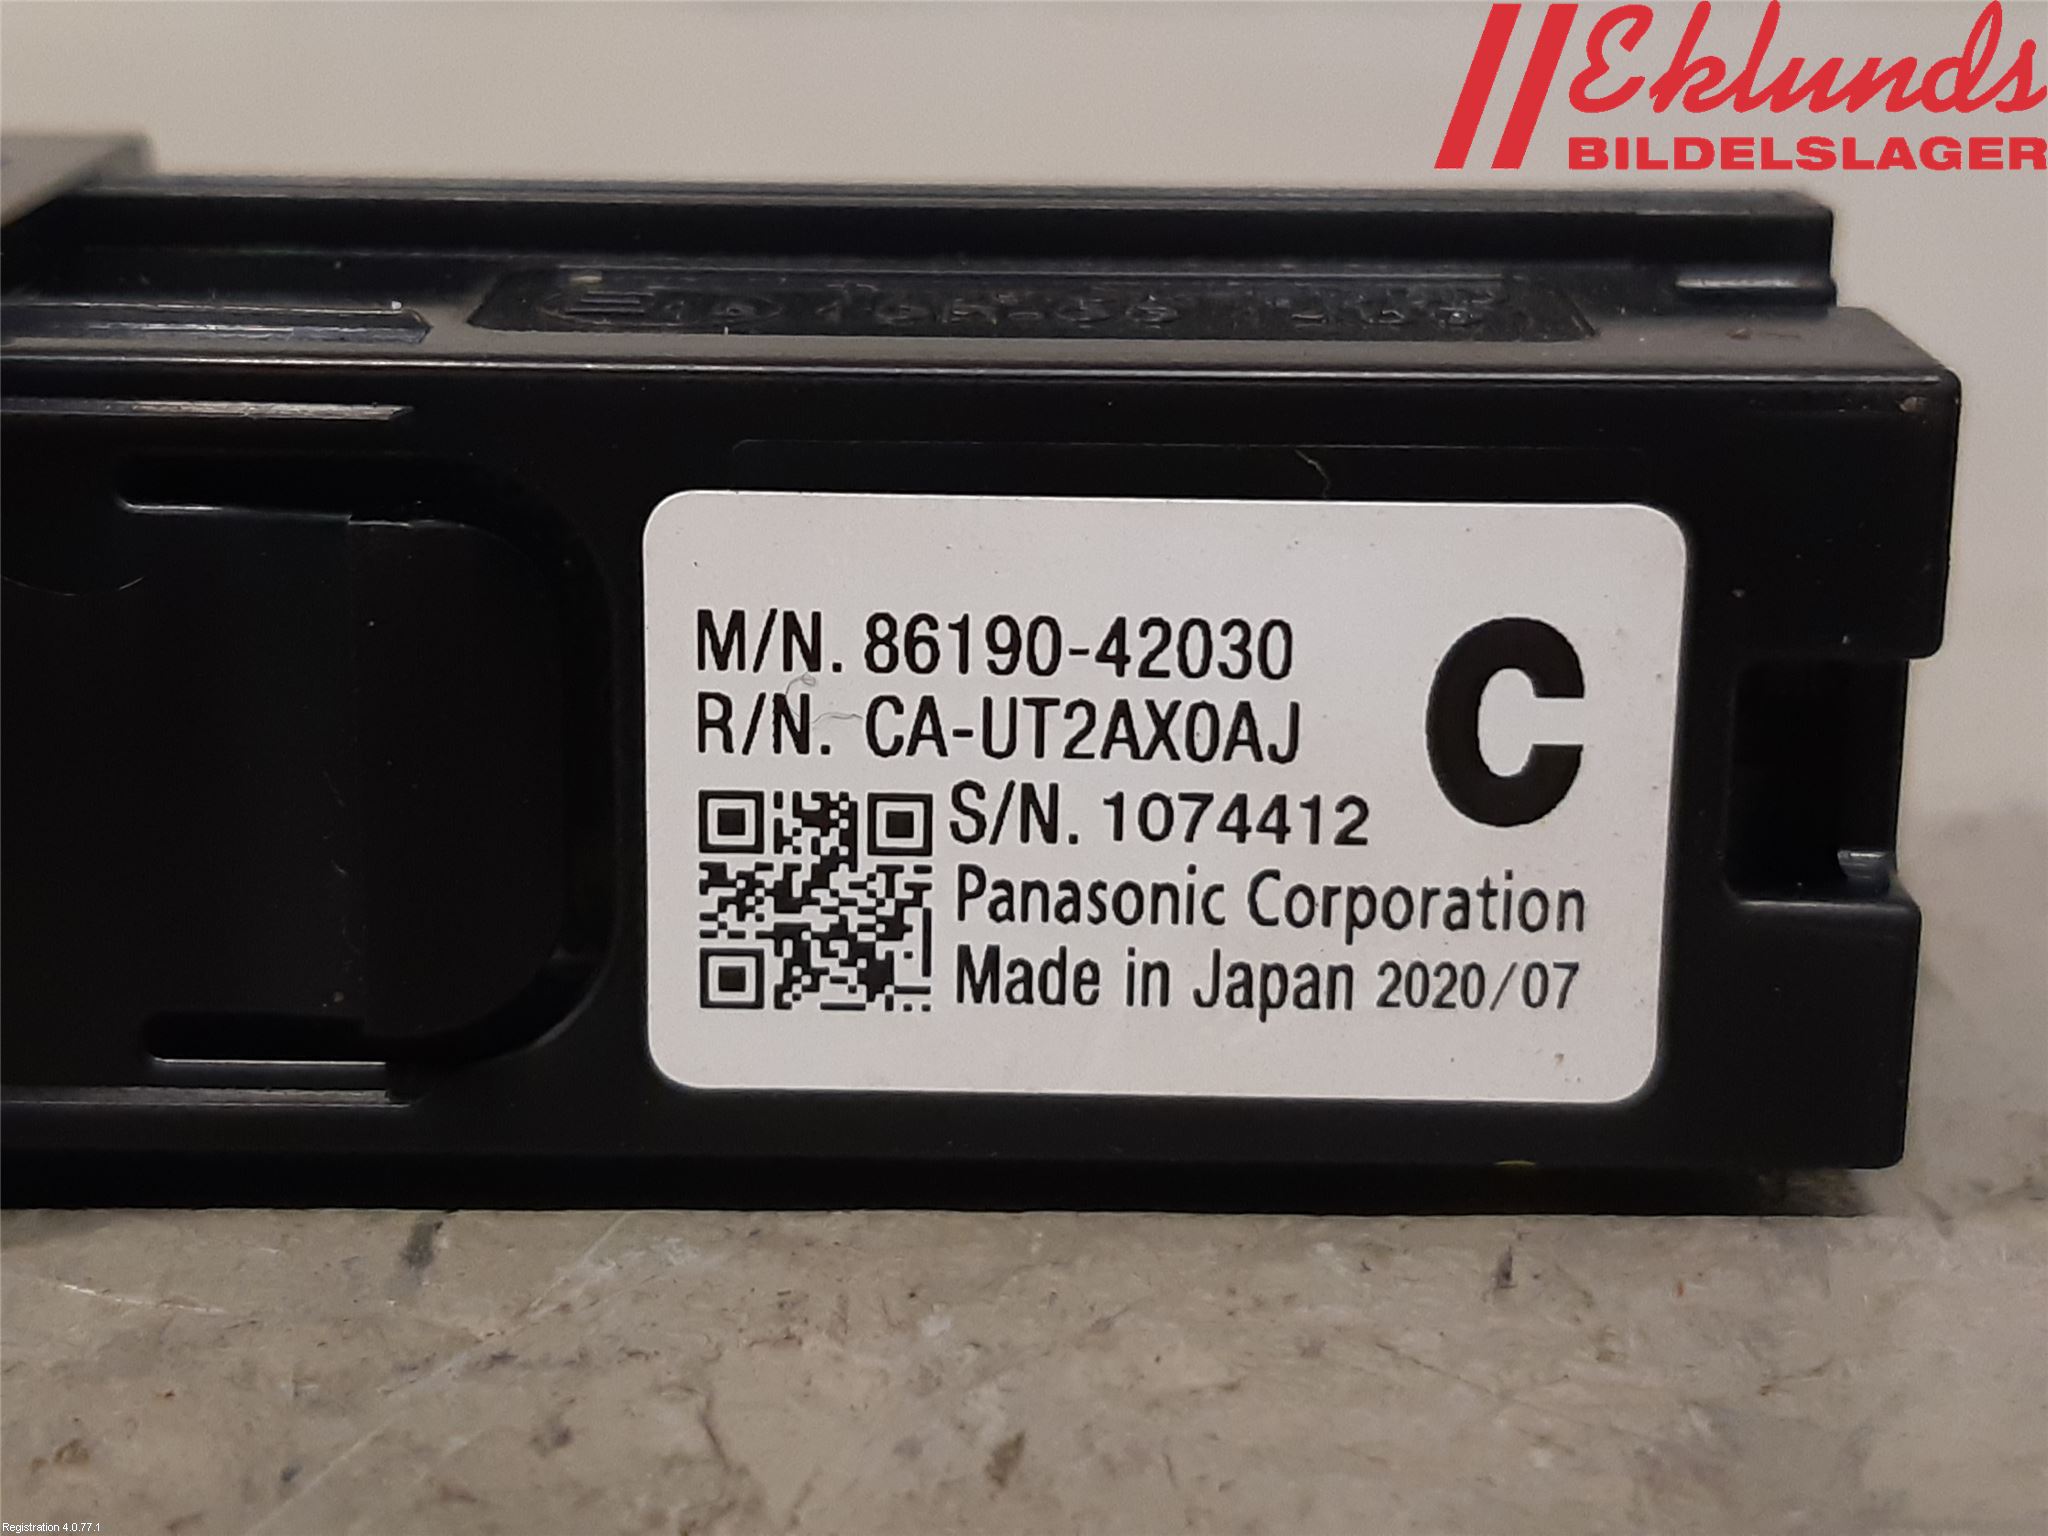 Eklunds
BILDELSLAGER
M/N. 86190-42030
R/N. CA-UT2AX0AJ
C
S/N. 1074412
Panasonic Corporation
Made in Japan 2020/07
Registration 4.0.77.1